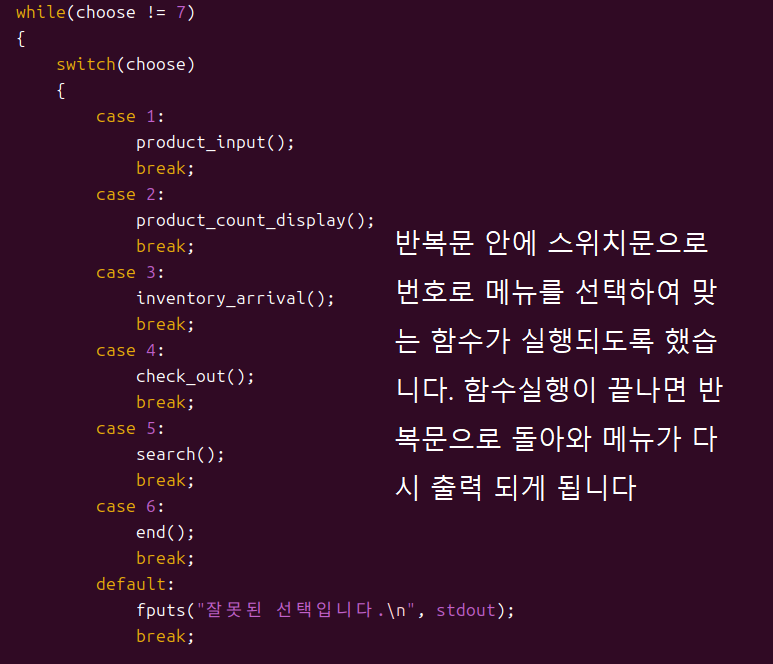 while(choose != 7)
{
    switch(choose)
    {
        case 1:
            product_input();
            break;
        case 2:
            product_count_display();
            break;
        case 3:
            inventory_arrival();
            break;
        case 4:
            check_out();
            break;
        case 5:
            search();
            break;
        case 6:
            end();
            break;
        default:
            fputs("잘못된 선택입니다.\n", stdout);
            break;
반복문 안에 스위치문으로
번호로 메뉴를 선택하여 맞
는 함수가 실행되도록 했습
니다. 함수실행이 끝나면 반
복문으로 돌아와 메뉴가 다
시 출력 되게 됩니다